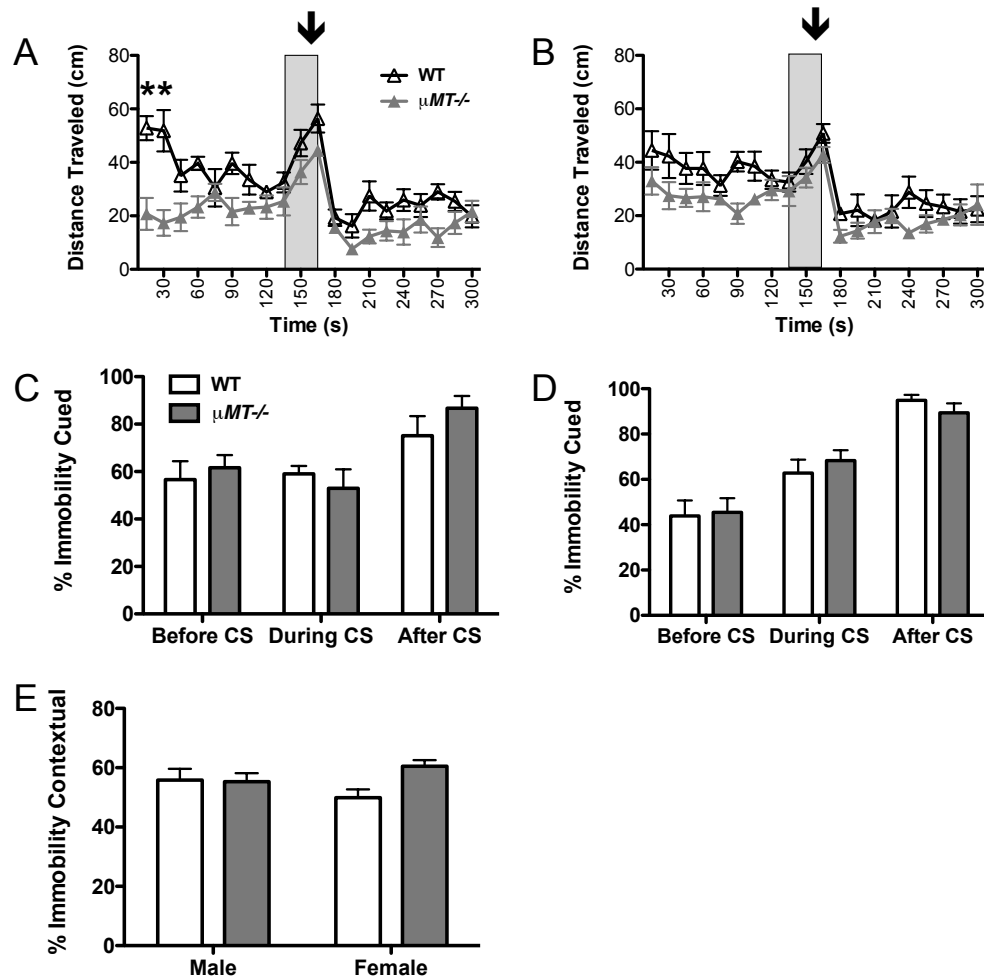 A
Distance Traveled (cm)
80
60
40
20
0
**
WT
μMT-/-
30
60
90
120
150
180
210
240
270
300
Time (s)
B
Distance Traveled (cm)
80
60
40
20
0
30
60
90
120
150
180
210
240
270
300
Time (s)
C
% Immobility Cued
100
80
60
40
20
0
WT
μMT-/-
Before CS During CS After CS
D
% Immobility Cued
100
80
60
40
20
0
Before CS During CS After CS
E
% Immobility Contextual
80
60
40
20
0
Male Female